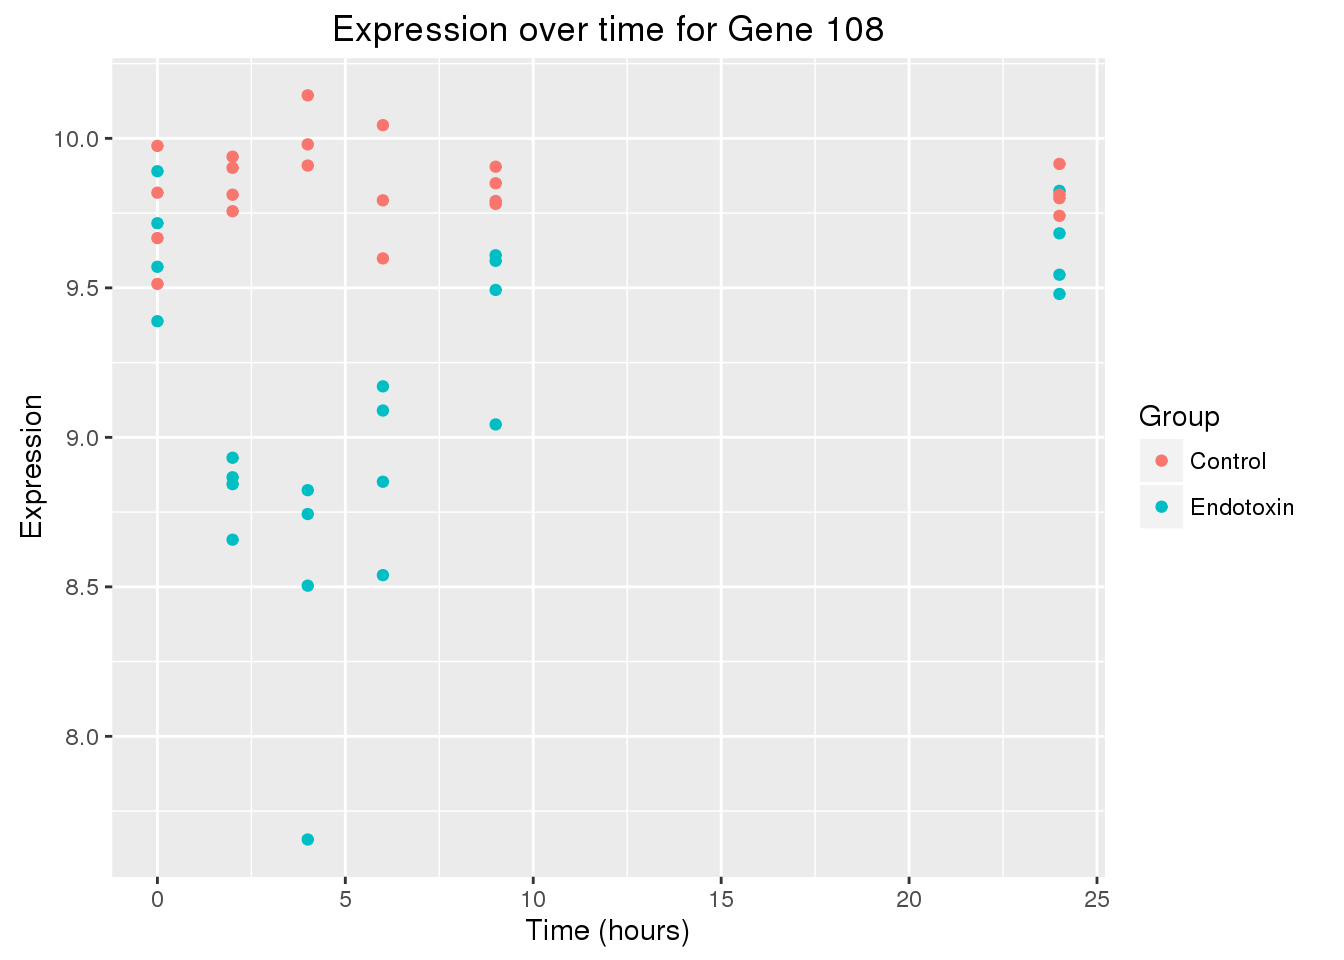 Expression over time for Gene 108
Expression
10.0
9.5
9.0
8.5
8.0
0 5 10 15 20 25
Time (hours)
Group
Control
Endotoxin